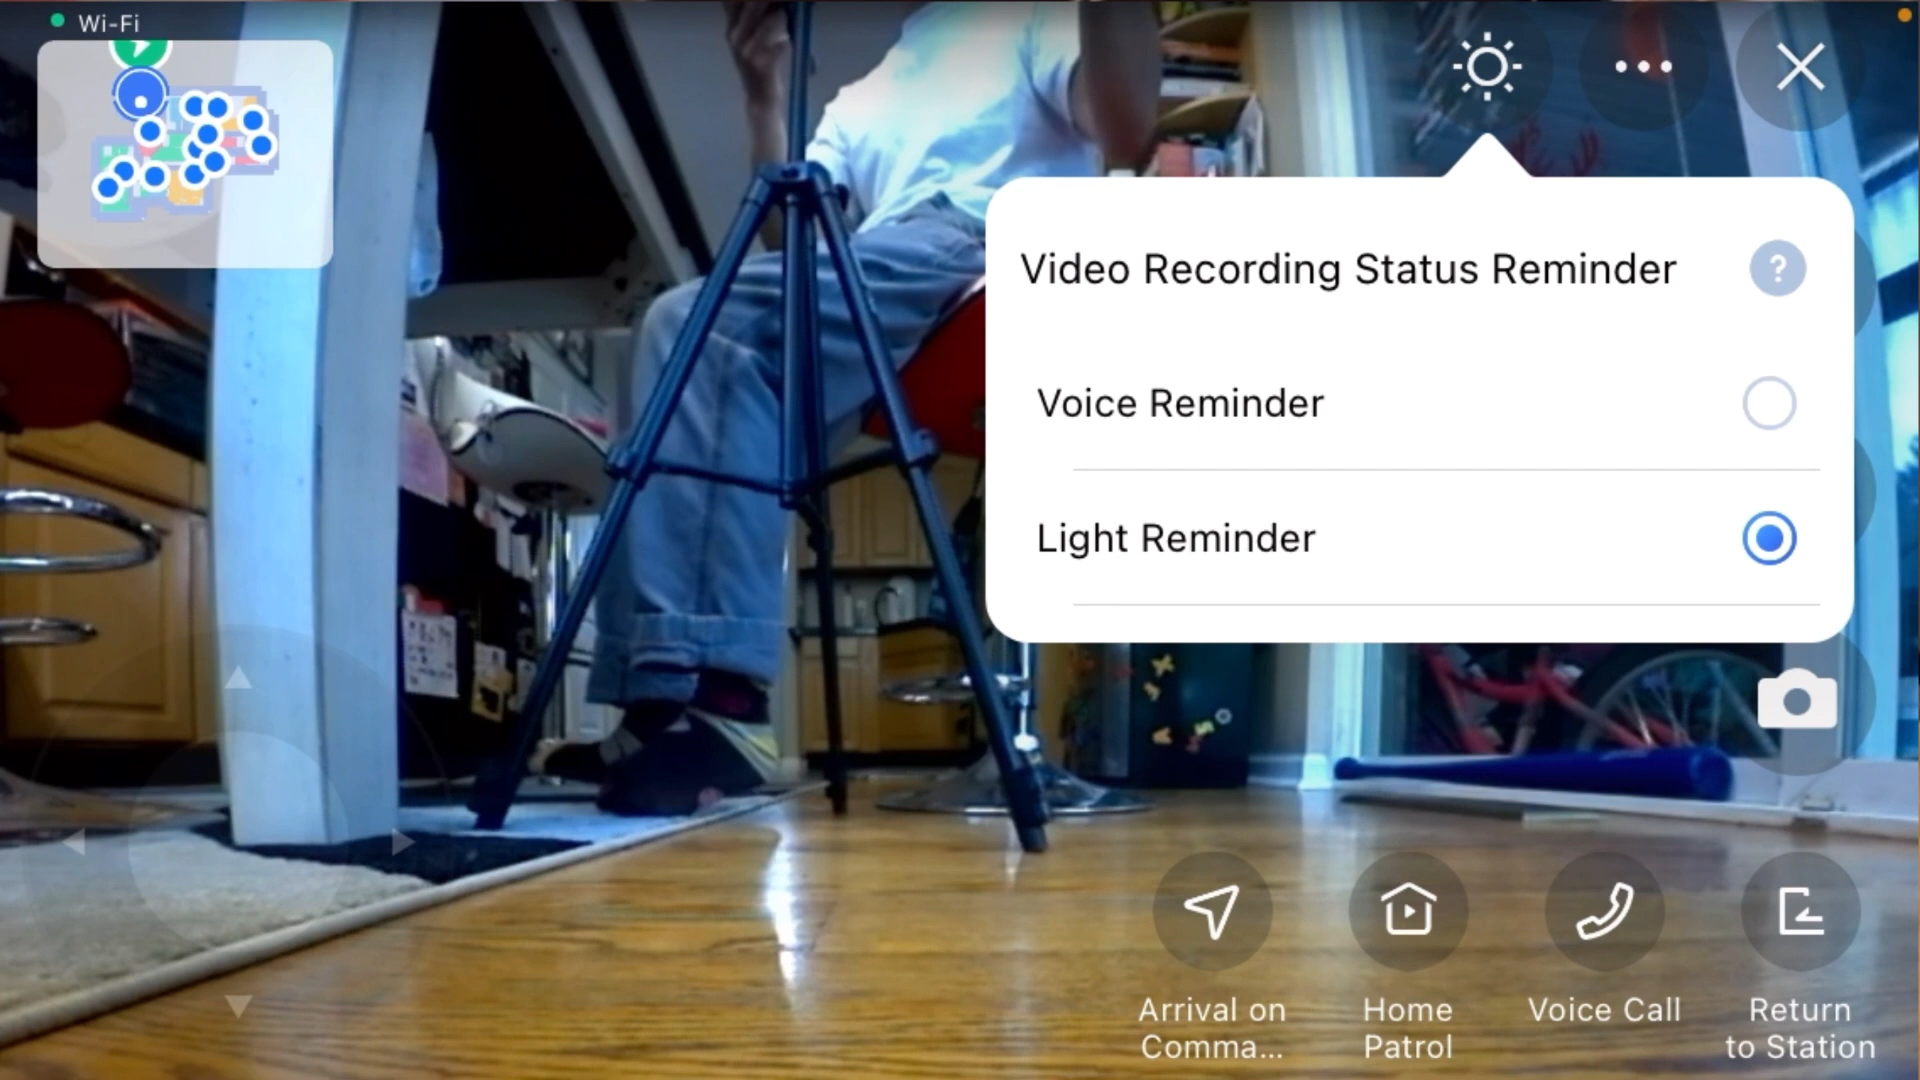 Wi-Fi
Video Recording Status Reminder
?
Voice Reminder
Light Reminder
Arrival on
Comma...
Home
Patrol
Voice Call
Return
to Station